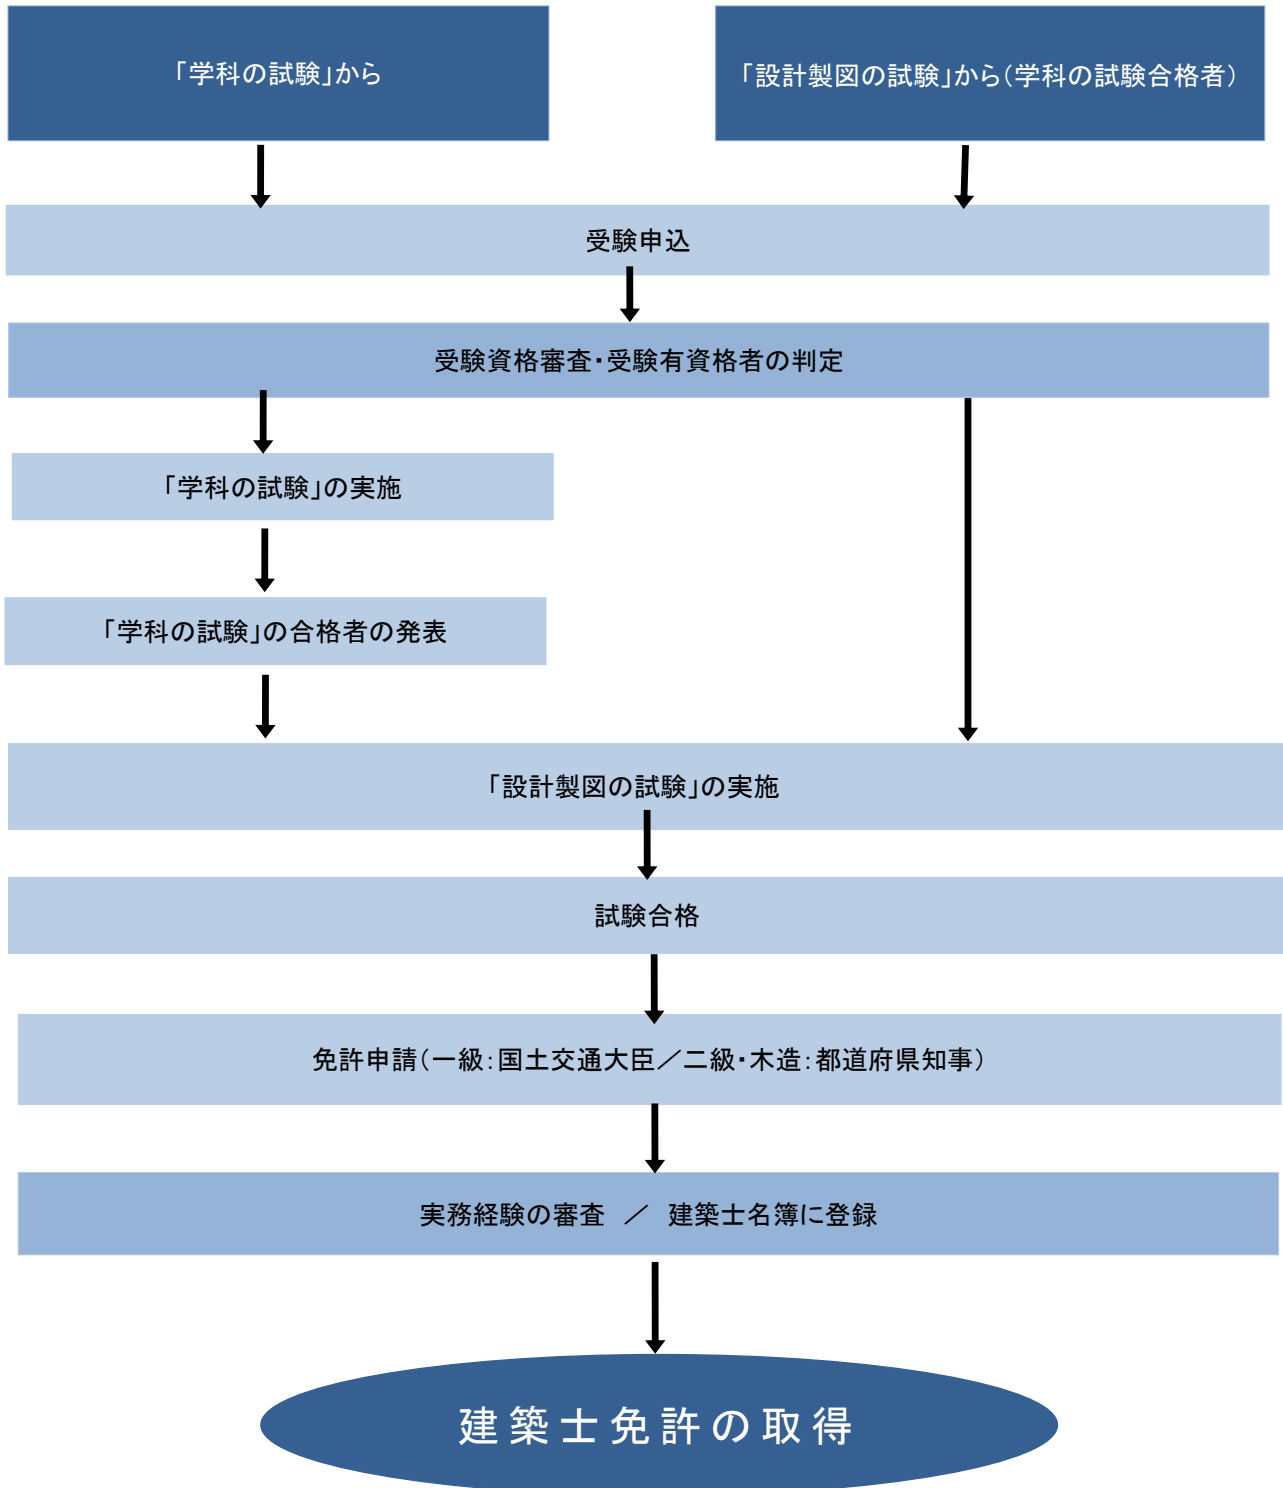 「学科の試験」から
「設計製図の試験」から（学科の試験合格者）
受験申込
受験資格審査・受験有資格者の判定
「学科の試験」の実施
「学科の試験」の合格者の発表
「設計製図の試験」の実施
試験合格
免許申請（一級：国土交通大臣／二級・木造：都道府県知事）
実務経験の審査　／　建築士名簿に登録
建築士免許の取得